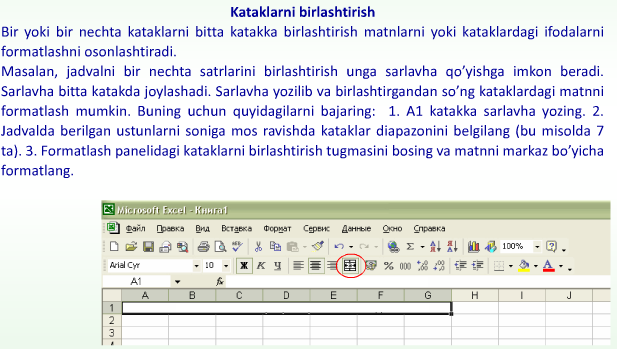 Kataklarni birlashtirish
Bir yoki bir nechta kataklarni bitta katakka birlashtirish matnlarni yoki kataklardagi ifodalarni
formatlashni osonlashtiradi.
Masalan, jadvalni bir nechta satrlarini birlashtirish unga sarlavha qo’yishga imkon beradi.
Sarlavha bitta katakda joylashadi. Sarlavha yozilib va birlashtirgandan so’ng kataklardagi matnni
formatlash mumkin. Buning uchun quyidagilarni bajaring: 1. A1 katakka sarlavha yozing. 2.
Jadvalda berilgan ustunlarni soniga mos ravishda kataklar diapazonini belgilang (bu misolda 7
ta). 3. Formatlash panelidagi kataklarni birlashtirish tugmasini bosing va matnni markaz bo’yicha
formatlang.
Microsoft Excel - Книга1
Файл Правка Вид Вставка Формат Сервис Данные Окно Справка
100%
Arial Cyr 10 Ж К Ч % 000
A1 fx
A B C D E F G H I J
1
2
3
4